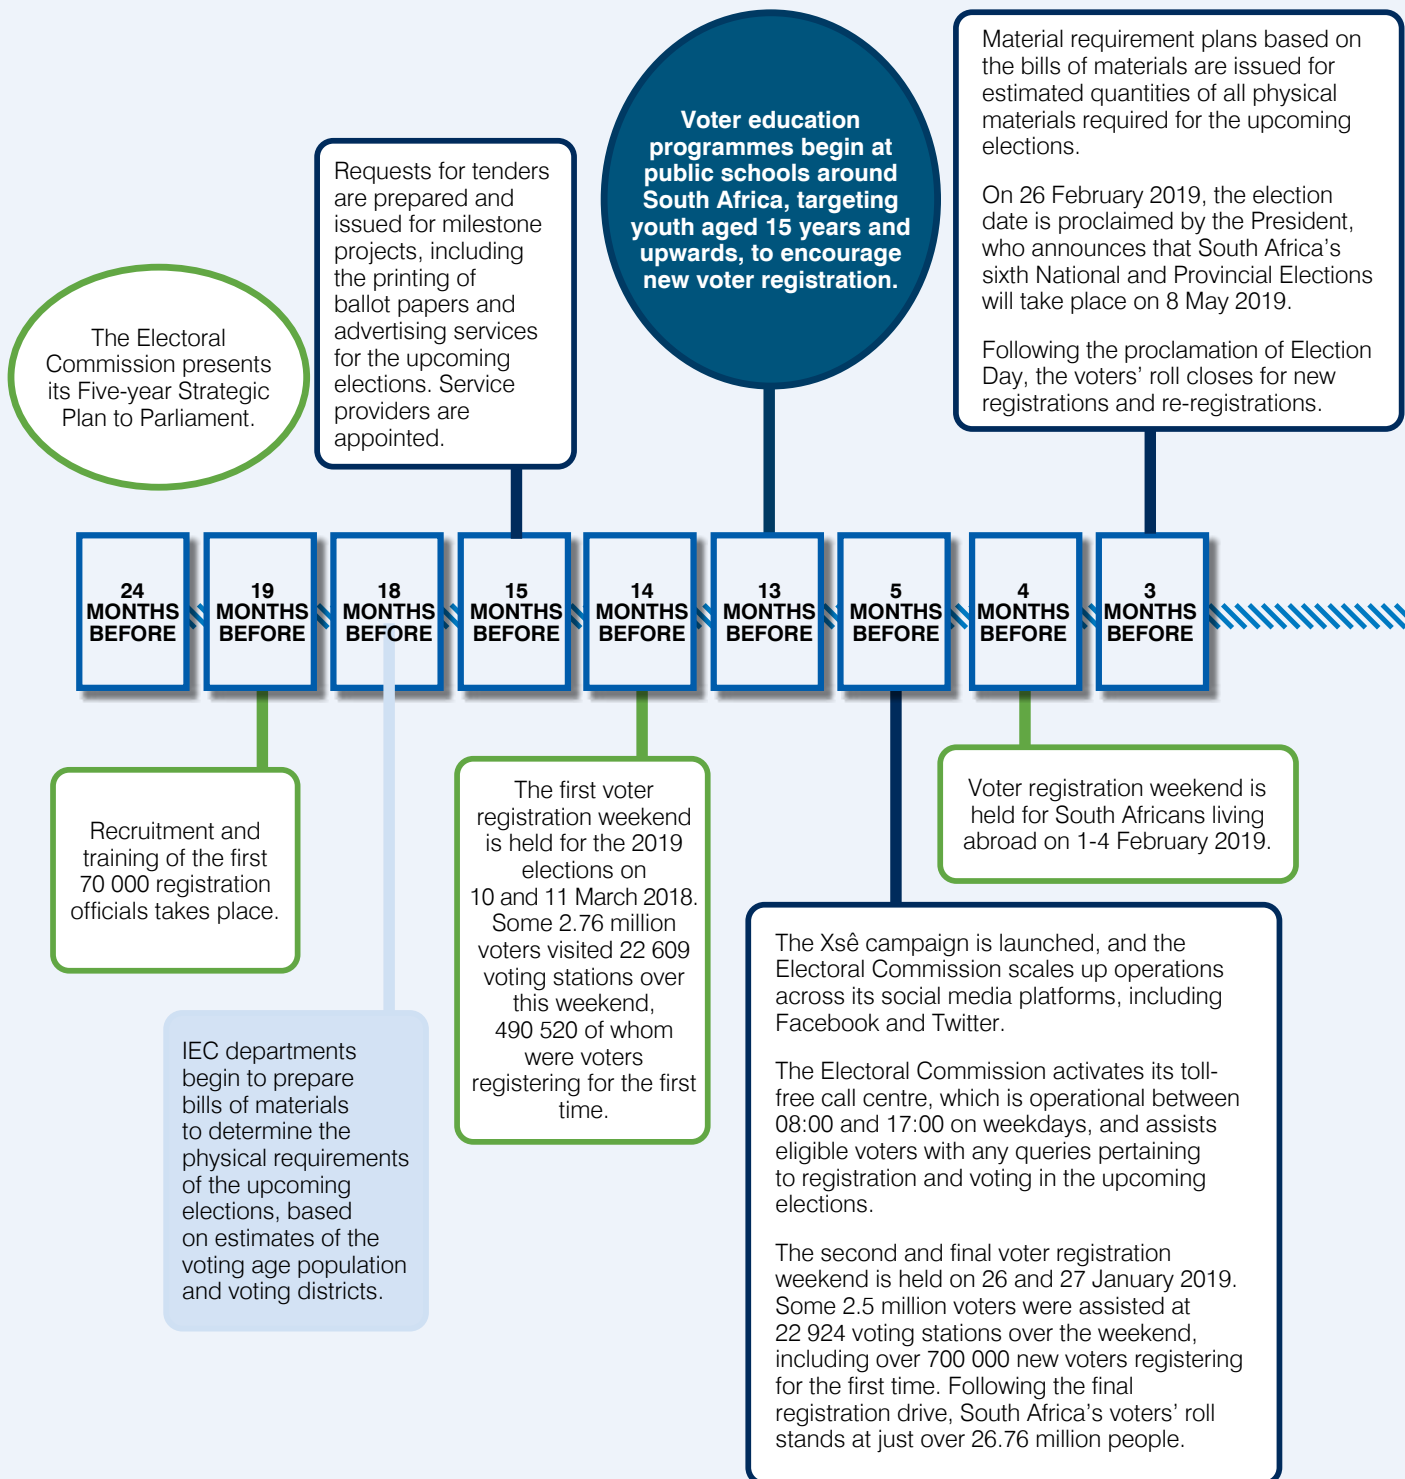 The Electoral
Commission presents
its Five-year Strategic
Plan to Parliament.
Requests for tenders
are prepared and
issued for milestone
projects, including
the printing of
ballot papers and
advertising services
for the upcoming
elections. Service
providers are
appointed.
Voter education
programmes begin at
public schools around
South Africa, targeting
youth aged 15 years and
upwards, to encourage
new voter registration.
Material requirement plans based on
the bills of materials are issued for
estimated quantities of all physical
materials required for the upcoming
elections.
On 26 February 2019, the election
date is proclaimed by the President,
who announces that South Africa's
sixth National and Provincial Elections
will take place on 8 May 2019.
Following the proclamation of Election
Day, the voters' roll closes for new
registrations and re-registrations.
24
MONTHS
BEFORE
19
MONTHS
BEFORE
18
MONTHS
BEFORE
15
MONTHS
BEFORE
14
MONTHS
BEFORE
13
MONTHS
BEFORE
5
MONTHS
BEFORE
4
MONTHS
BEFORE
3
MONTHS
BEFORE
Recruitment and
training of the first
70 000 registration
officials takes place.
IEC departments
begin to prepare
bills of materials
to determine the
physical requirements
of the upcoming
elections, based
on estimates of the
voting age population
and voting districts.
The first voter
registration weekend
is held for the 2019
elections on
10 and 11 March 2018.
Some 2.76 million
voters visited 22 609
voting stations over
this weekend,
490 520 of whom
were voters
registering for the first
time.
Voter registration weekend is
held for South Africans living
abroad on 1-4 February 2019.
The Xsê campaign is launched, and the
Electoral Commission scales up operations
across its social media platforms, including
Facebook and Twitter.
The Electoral Commission activates its toll-
free call centre, which is operational between
08:00 and 17:00 on weekdays, and assists
eligible voters with any queries pertaining
to registration and voting in the upcoming
elections.
The second and final voter registration
weekend is held on 26 and 27 January 2019.
Some 2.5 million voters were assisted at
22 924 voting stations over the weekend,
including over 700 000 new voters registering
for the first time. Following the final
registration drive, South Africa's voters' roll
stands at just over 26.76 million people.